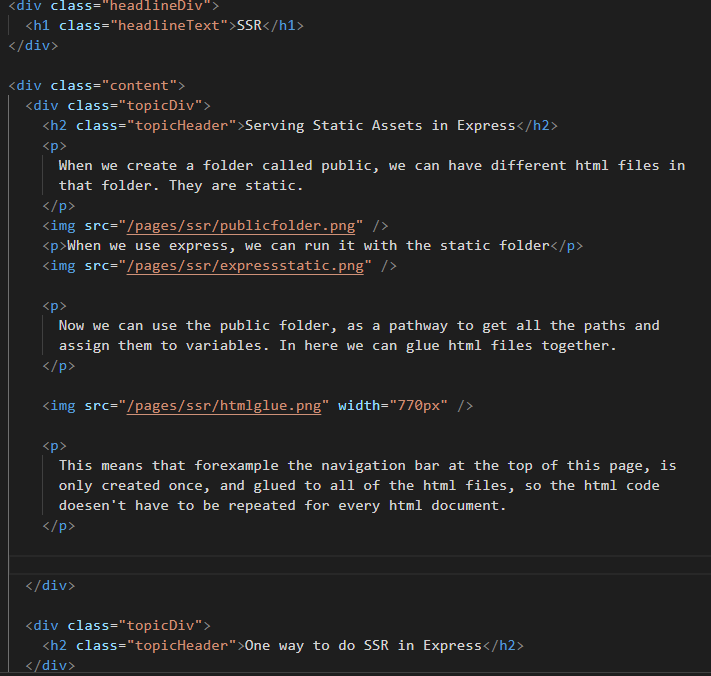 <div class="headlineDiv">
<h1 class="headlineText">SSR</h1>
</div>
<div class="content">
<div class="topicDiv">
<h2 class="topicHeader">Serving Static Assets in Express</h2>
<p>
When we create a folder called public, we can have different html files in
that folder. They are static.
</p>
<img src="/pages/ssr/publicfolder.png" />
<p>When we use express, we can run it with the static folder</p>
<img src="/pages/ssr/expressstatic.png" />
<p>
Now we can use the public folder, as a pathway to get all the paths and
assign them to variables. In here we can glue html files together.
</p>
<img src="/pages/ssr/htmlglue.png" width="770px" />
<p>
This means that forexample the navigation bar at the top of this page, is
only created once, and glued to all of the html files, so the html code
doesen't have to be repeated for every html document.
</p>
</div>
<div class="topicDiv">
<h2 class="topicHeader">One way to do SSR in Express</h2>
</div>